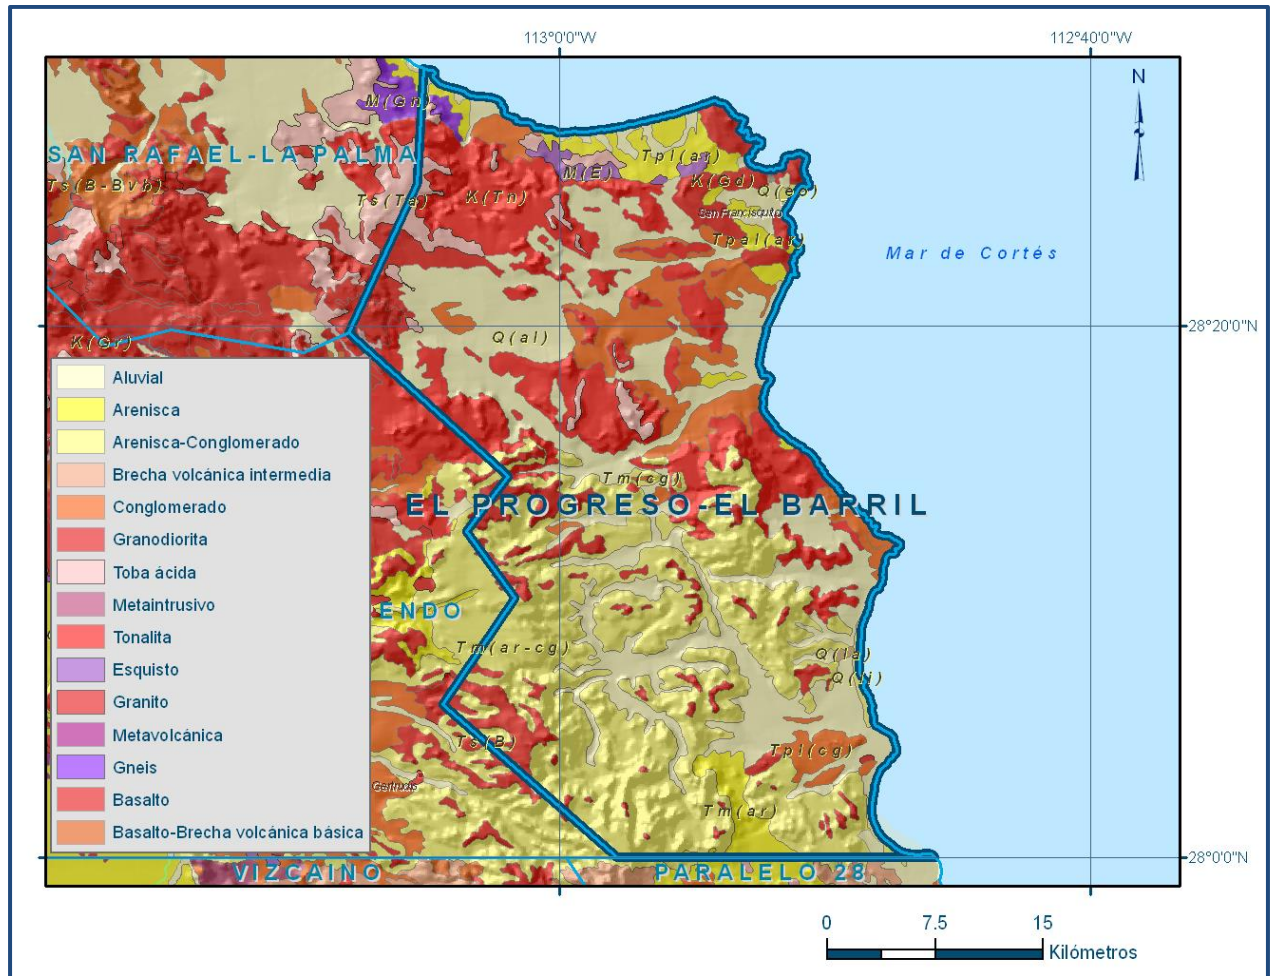 113°0'0"W 112°40'0"W
N
M(Gn)
SAN RAFAEL-LA PALMA
Tpl(ar)
M(E)
K(Gd)
Ts(B-Bvb)
Q(eo)
Ts(Ta)
K(Tn)
San Francisquito
Tpal(ar)
Mar de Cortés
28°20'0"N
Q(al)
K(Gr)
Aluvial
Arenisca
Arenisca-Conglomerado
Brecha volcánica intermedia
Conglomerado
Granodiorita
Toba ácida
Metaintrusivo
Tonalita
Esquisto
Granito
Metavolcánica
Gneis
Basalto
Basalto-Brecha volcánica básica
Tm(cg)
EL PROGRESO-EL BARRIL
ENDO
Tm(ar-cg)
Q(la)
Q(li)
Ts(B)
Tpl(cg)
Gertrudis
Tm(ar)
28°0'0"N
VIZCAINO PARALELO 28
0 7.5 15
Kilómetros